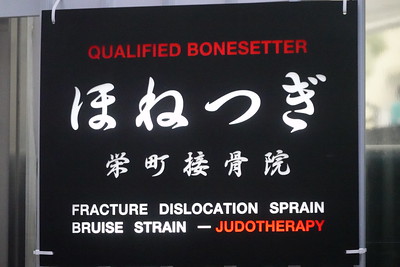 QUALIFIED BONESETTER
ほねつぎ
栄町接骨院
FRACTURE DISLOCATION SPRAIN
BRUISE STRAIN — JUDOTHERAPY